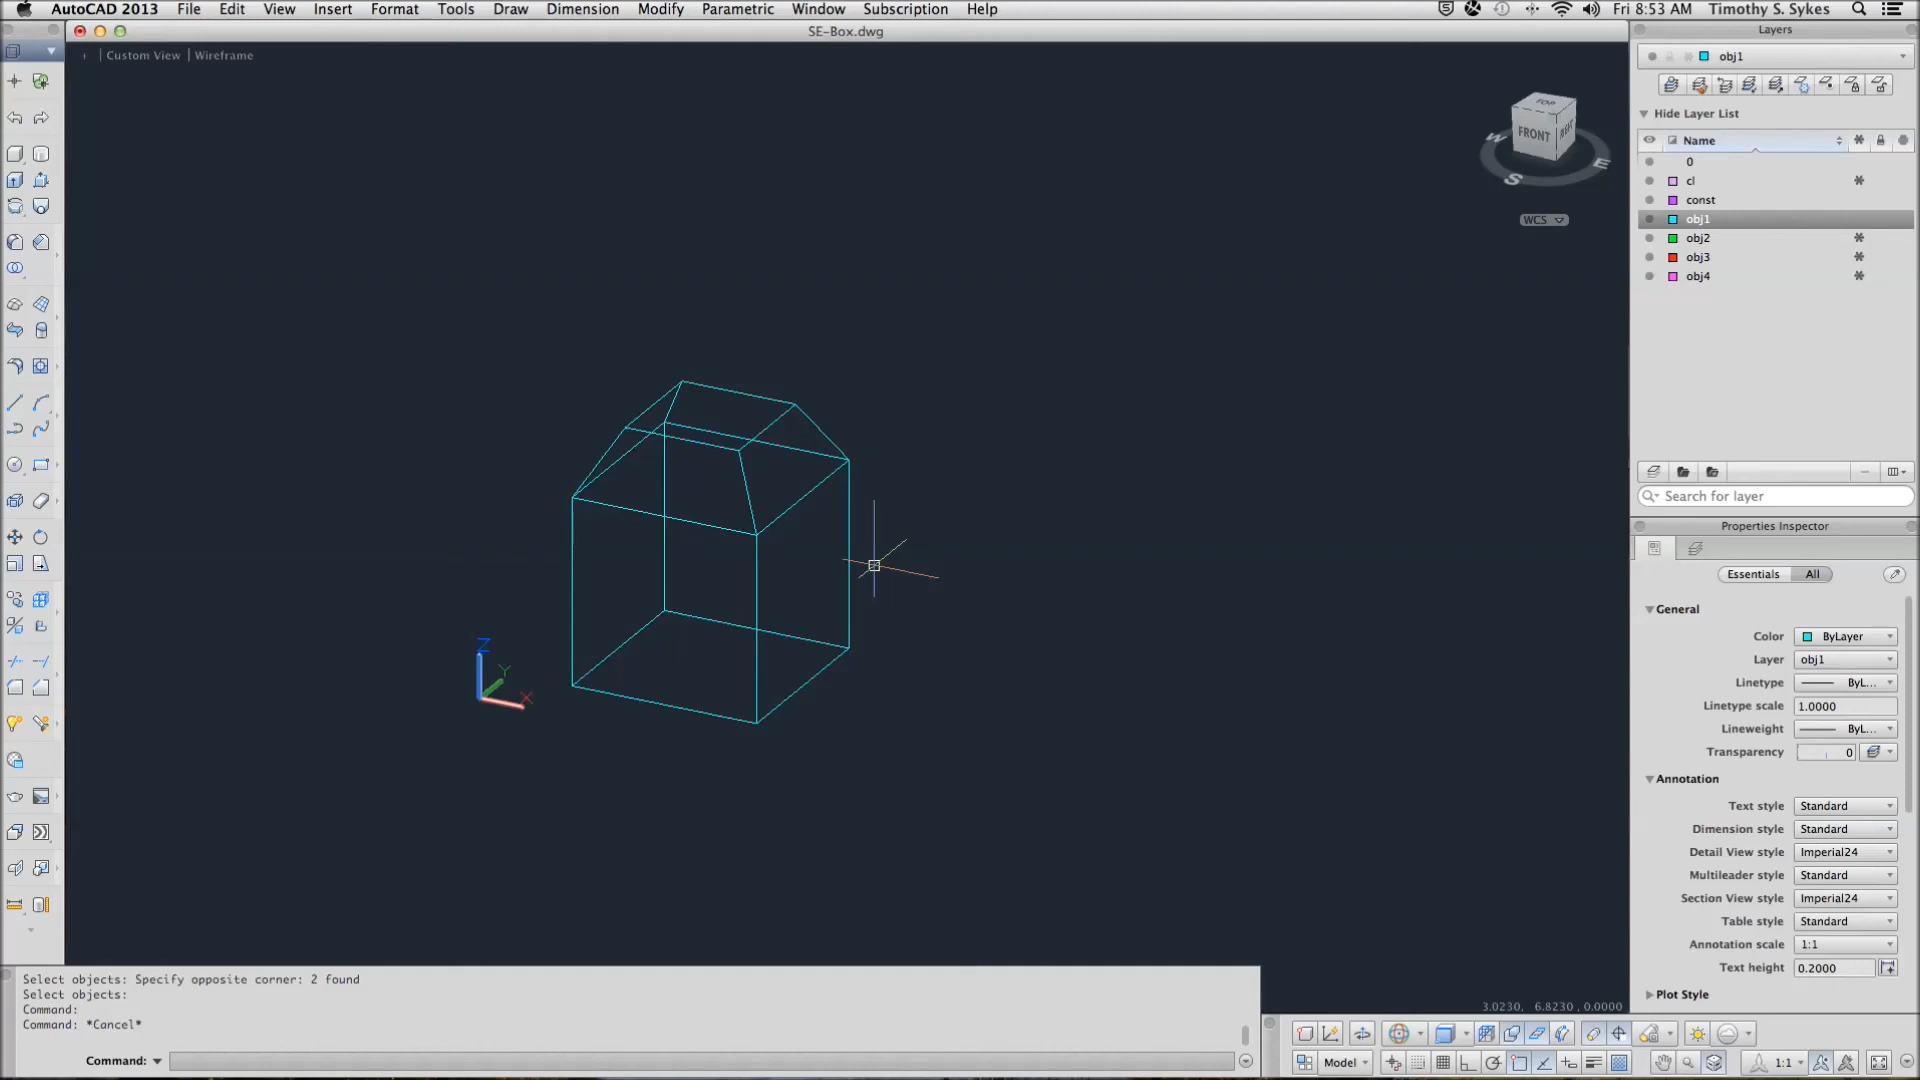 AutoCAD 2013 File Edit View Insert Format Tools Draw Dimension Modify Parametric Window Subscription Help
Fri 8:53 AM Timothy S. Sykes
SE-Box.dwg
Layers
+ | Custom View | Wireframe
obj1
TOP
FRONT
RIGHT
W
E
S
WCS
Hide Layer List
Name
0
cl
const
obj1
obj2
obj3
obj4
Search for layer
Properties Inspector
Essentials All
General
Color ByLayer
Layer obj1
Linetype ByL...
Linetype scale 1.0000
Lineweight ByL...
Transparency 0
Annotation
Text style Standard
Dimension style Standard
Detail View style Imperial24
Multileader style Standard
Section View style Imperial24
Table style Standard
Annotation scale 1:1
Text height 0.2000
Plot Style
Z
Y
X
Select objects: Specify opposite corner: 2 found
Select objects:
Command:
Command: *Cancel*
Command:
3.0230, 6.8230 , 0.0000
Model
1:1